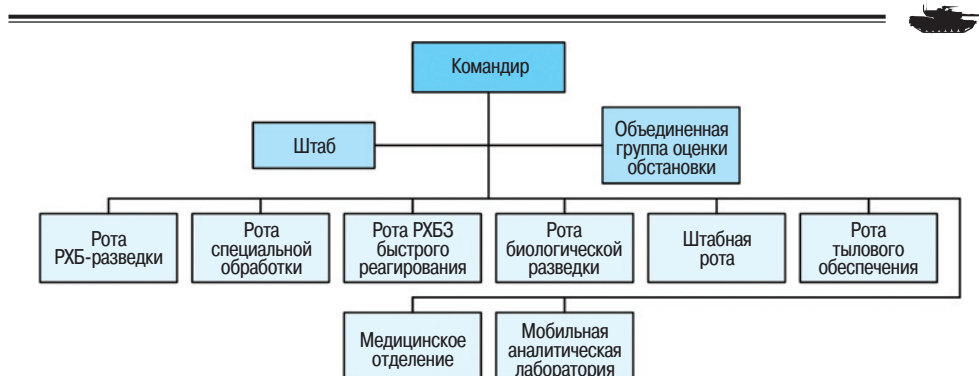 Командир
Штаб
Объединенная
группа оценки
обстановки
Рота
РХБ-разведки
Рота
специальной
обработки
Рота РХБЗ
быстрого
реагирования
Рота
биологической
разведки
Штабная
рота
Рота
тылового
обеспечения
Медицинское
отделение
Мобильная
аналитическая
лаборатория